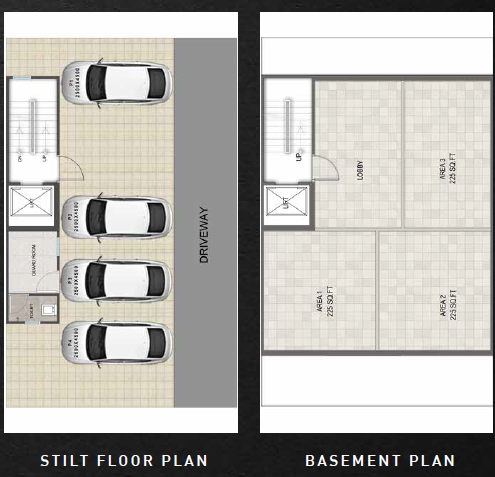 P1
2500X4500
DN
UP
LIFT
P2
2500X4500
GUARD ROOM
P3
2500X4500
TOILET
P4
2500X4500
DRIVEWAY
STILT FLOOR PLAN
UP
LIFT
LOBBY
AREA 3
225 SQ.FT
AREA 1
225 SQ.FT
AREA 2
225 SQ.FT
BASEMENT PLAN